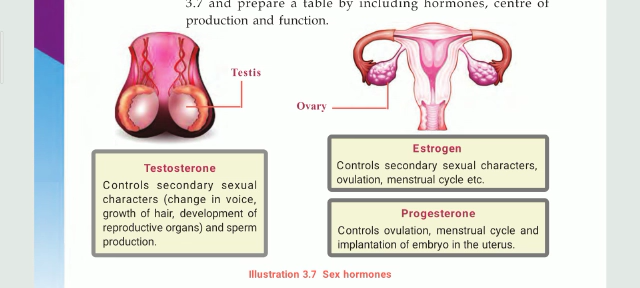 3.7 and prepare a table by including hormones, centre of
production and function.
Testis
Ovary
Testosterone
Controls secondary sexual
characters (change in voice,
growth of hair, development of
reproductive organs) and sperm
production.
Estrogen
Controls secondary sexual characters,
ovulation, menstrual cycle etc.
Progesterone
Controls ovulation, menstrual cycle and
implantation of embryo in the uterus.
Illustration 3.7 Sex hormones